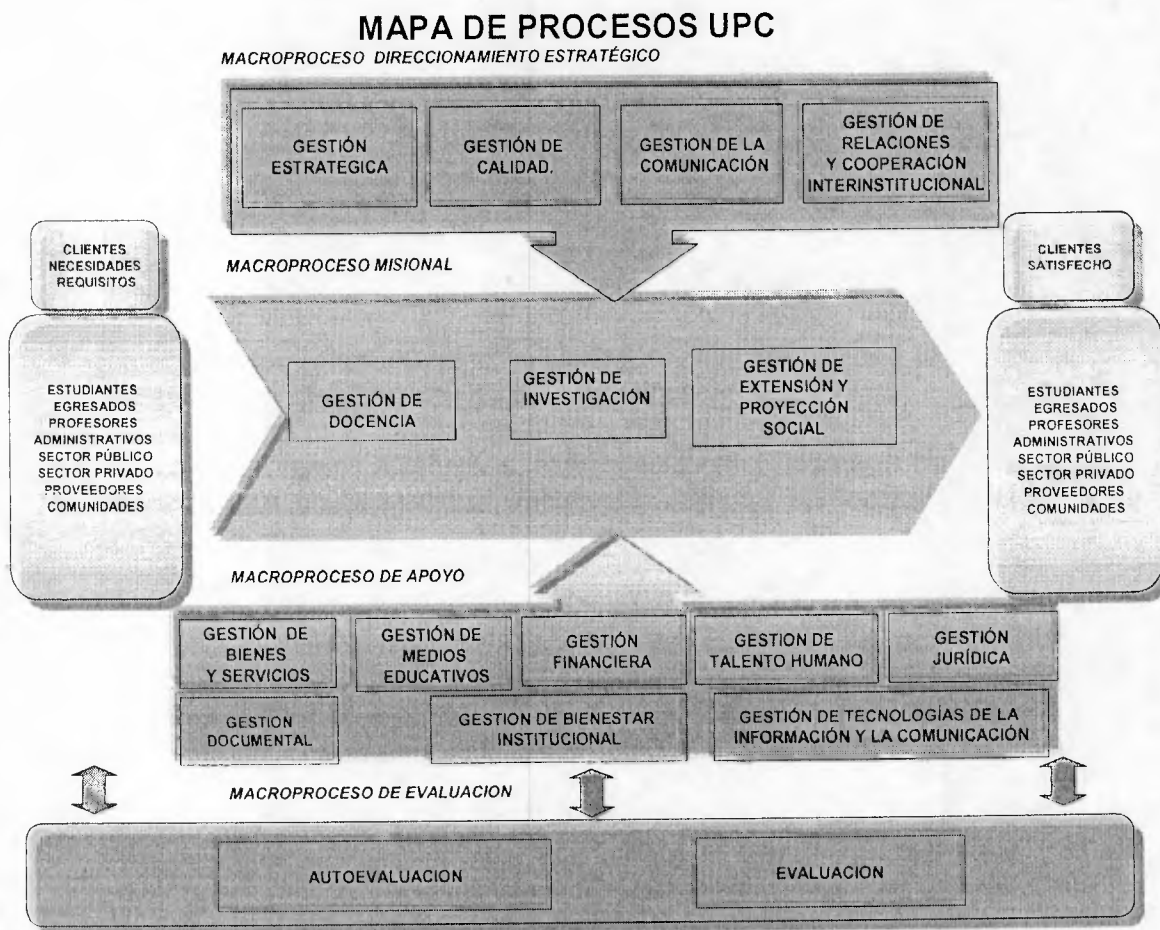 MAPA DE PROCESOS UPC
MACROPROCESO DIRECCIONAMIENTO ESTRATÉGICO
GESTIÓN
ESTRATEGICA
GESTIÓN DE
CALIDAD.
GESTION DE LA
COMUNICACIÓN
GESTIÓN DE
RELACIONES
Y COOPERACIÓN
INTERINSTITUCIONAL
CLIENTES
NECESIDADES
REQUISITOS
MACROPROCESO MISIONAL
CLIENTES
SATISFECHO
ESTUDIANTES
EGRESADOS
PROFESORES
ADMINISTRATIVOS
SECTOR PÚBLICO
SECTOR PRIVADO
PROVEEDORES
COMUNIDADES
GESTIÓN DE
DOCENCIA
GESTIÓN DE
INVESTIGACIÓN
GESTIÓN DE
EXTENSIÓN Y
PROYECCIÓN
SOCIAL
ESTUDIANTES
EGRESADOS
PROFESORES
ADMINISTRATIVOS
SECTOR PÚBLICO
SECTOR PRIVADO
PROVEEDORES
COMUNIDADES
MACROPROCESO DE APOYO
GESTIÓN DE
BIENES
Y SERVICIOS
GESTIÓN DE
MEDIOS
EDUCATIVOS
GESTIÓN
FINANCIERA
GESTION DE
TALENTO HUMANO
GESTIÓN
JURÍDICA
GESTION
DOCUMENTAL
GESTION DE BIENESTAR
INSTITUCIONAL
GESTIÓN DE TECNOLOGÍAS DE LA
INFORMACIÓN Y LA COMUNICACIÓN
MACROPROCESO DE EVALUACION
AUTOEVALUACION
EVALUACION